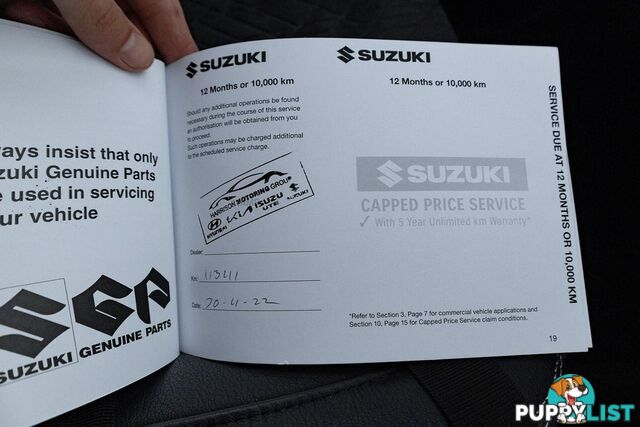 ways insist that only
zuki Genuine Parts
e used in servicing
ur vehicle
SUZUKI
GENUINE PARTS
SUZUKI
12 Months or 10,000 km
Should any additional operations be found
necessary during the course of this service
an authorisation will be obtained from you
to proceed.
Such operations may be charged additional
to the scheduled service charge.
HARRISON MOTORING GROUP
HYUNDAI
KIA
ISUZU
UTE
SUZUKI
Dealer:
Km: 11341
Date: 20-4-22
SUZUKI
12 Months or 10,000 km
SUZUKI
CAPPED PRICE SERVICE
✓ With 5 Year Unlimited km Warranty*
*Refer to Section 3, Page 7 for commercial vehicle applications and
Section 10, Page 15 for Capped Price Service claim conditions.
19
SERVICE DUE AT 12 MONTHS OR 10,000 KM
PUPPYLIST